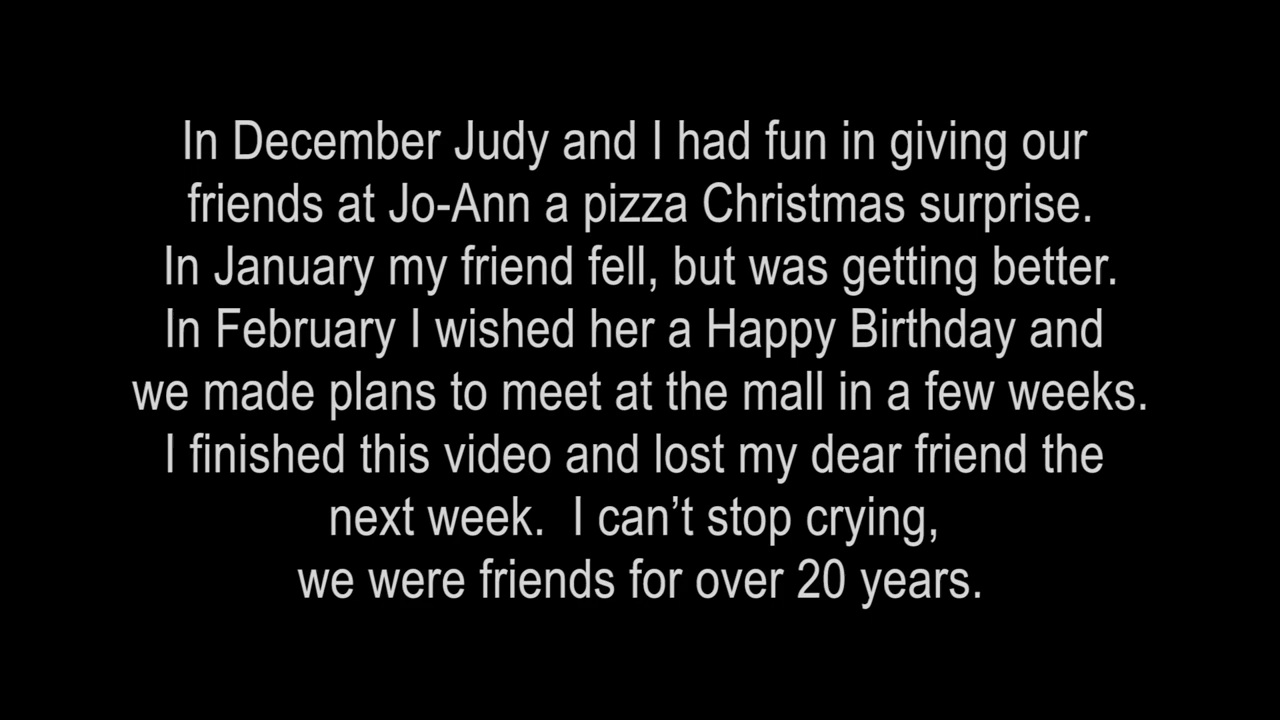 In December Judy and I had fun in giving our
friends at Jo-Ann a pizza Christmas surprise.
In January my friend fell, but was getting better.
In February I wished her a Happy Birthday and
we made plans to meet at the mall in a few weeks.
I finished this video and lost my dear friend the
next week.  I can’t stop crying,
we were friends for over 20 years.